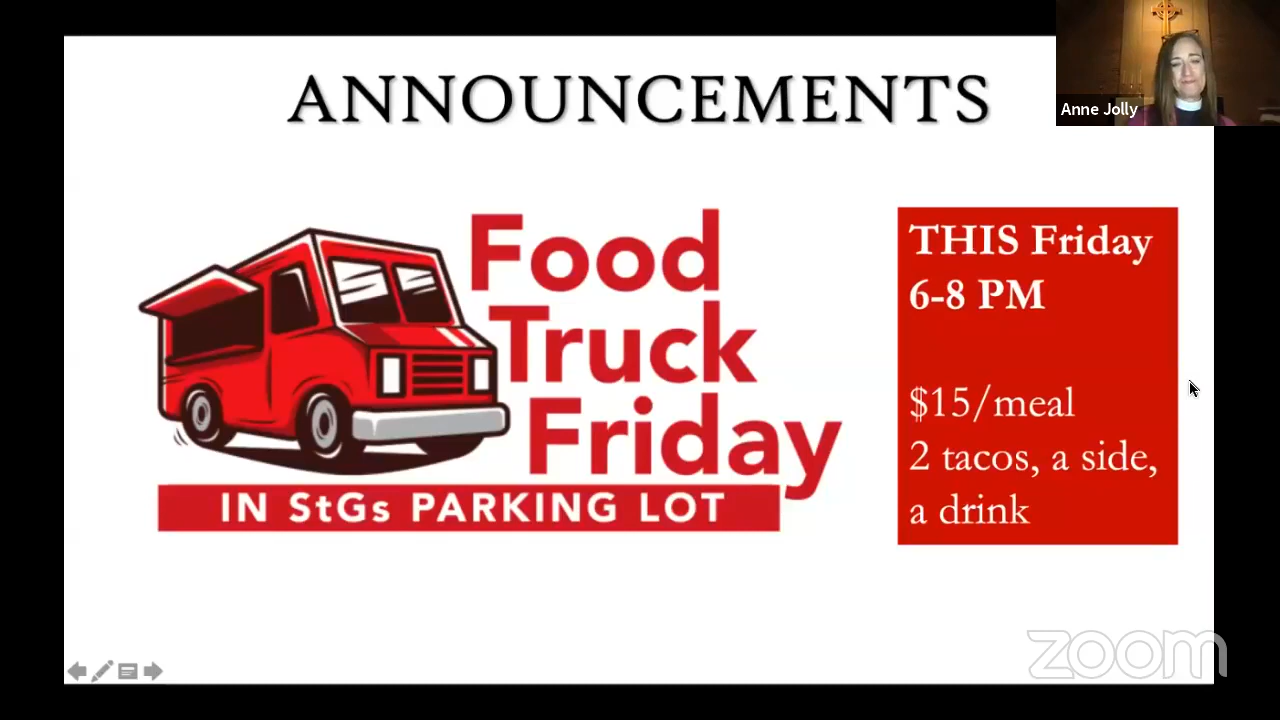 ANNOUNCEMENTS
Anne Jolly
Food
Truck
Friday
IN StGs PARKING LOT
THIS Friday
6-8 PM
$15/meal
2 tacos, a side,
a drink
zoom